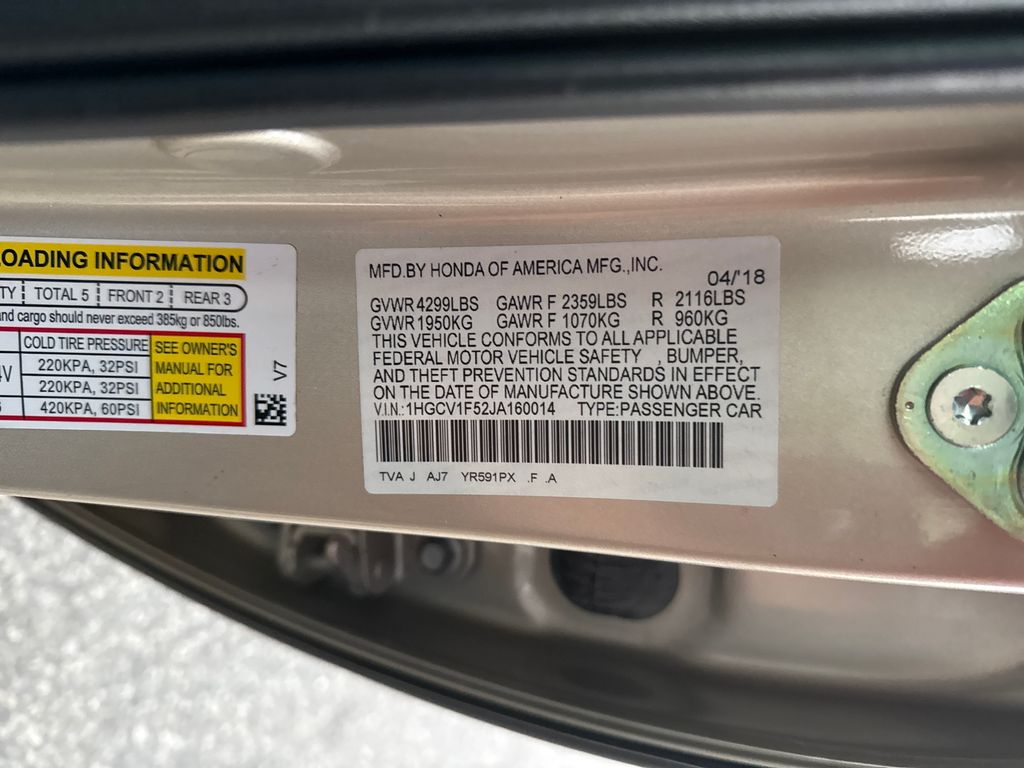 OADING INFORMATION
TY TOTAL 5 FRONT 2 REAR 3
and cargo should never exceed 385kg or 850lbs.
COLD TIRE PRESSURE
4V 220KPA, 32PSI
220KPA, 32PSI
420KPA, 60PSI
SEE OWNER'S
MANUAL FOR
ADDITIONAL
INFORMATION
V7
MFD.BY HONDA OF AMERICA MFG.,INC.
04/'18
GVWR 4299LBS GAWR F 2359LBS R 2116LBS
GVWR 1950KG GAWR F 1070KG R 960KG
THIS VEHICLE CONFORMS TO ALL APPLICABLE
FEDERAL MOTOR VEHICLE SAFETY , BUMPER,
AND THEFT PREVENTION STANDARDS IN EFFECT
ON THE DATE OF MANUFACTURE SHOWN ABOVE.
V.I.N.:1HGCV1F52JA160014 TYPE:PASSENGER CAR
TVA J AJ7 YR591PX .F .A